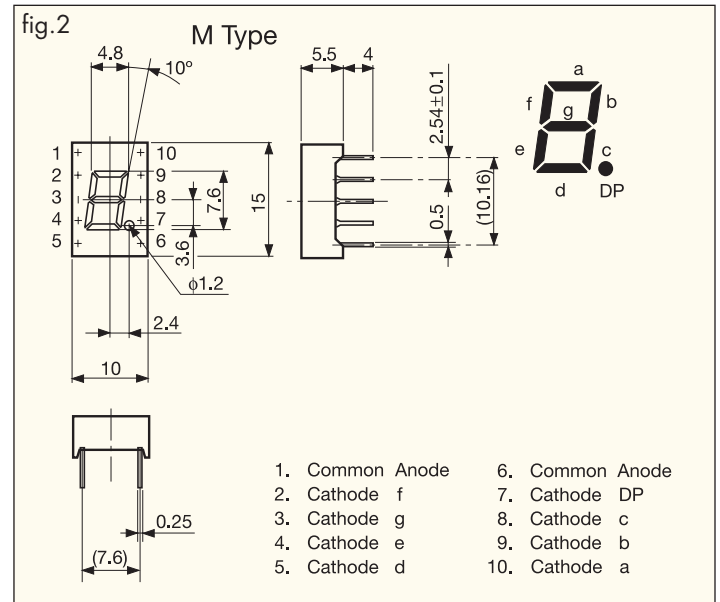 fig.2
M Type
4.8
10°
5.5
4
2.54±0.1
a
f
b
g
e
c
d
DP
1
10
2
9
3
8
4
7
5
6
7.6
15
3.6
0.5
(10.16)
ϕ1.2
2.4
10
0.25
(7.6)
1. Common Anode
2. Cathode f
3. Cathode g
4. Cathode e
5. Cathode d
6. Common Anode
7. Cathode DP
8. Cathode c
9. Cathode b
10. Cathode a